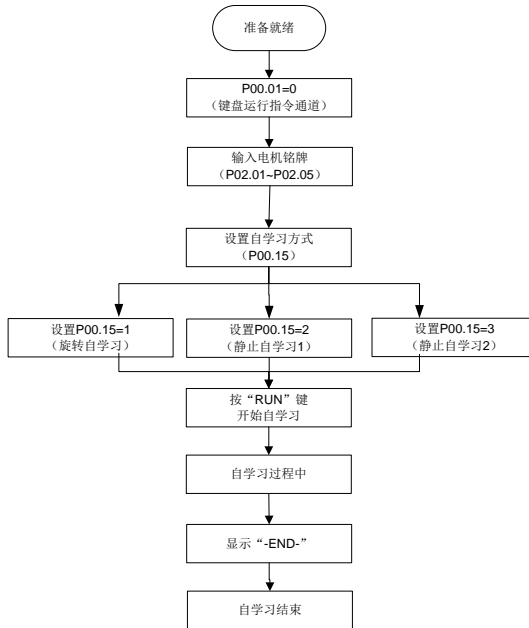 准备就绪
P00.01=0
（键盘运行指令通道）
输入电机铭牌
（P02.01~P02.05）
设置自学习方式
（P00.15）
设置P00.15=1
（旋转自学习）
设置P00.15=2
（静止自学习1）
设置P00.15=3
（静止自学习2）
按“RUN”键
开始自学习
自学习过程中
显示“-END-”
自学习结束